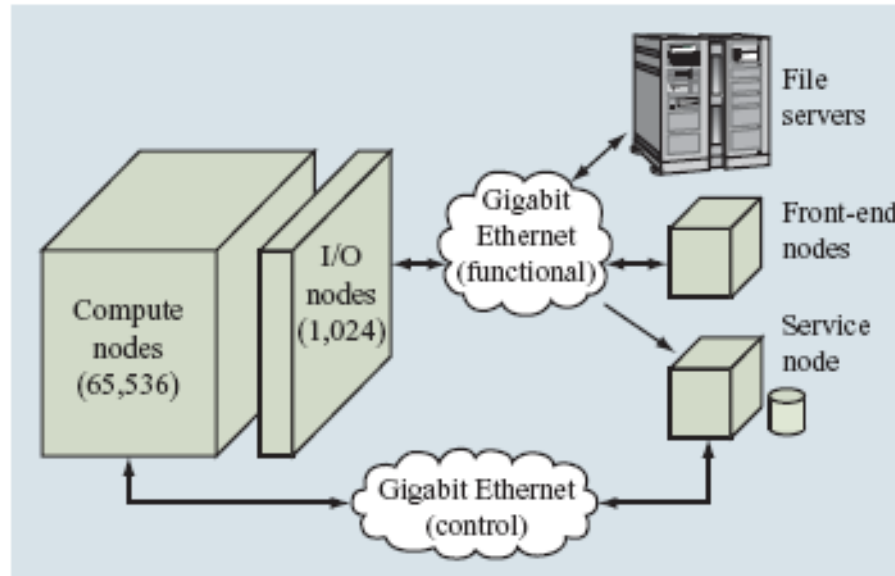 File
servers
Gigabit
Ethernet
(functional)
Front-end
nodes
I/O
nodes
(1,024)
Compute
nodes
(65,536)
Service
node
Gigabit Ethernet
(control)